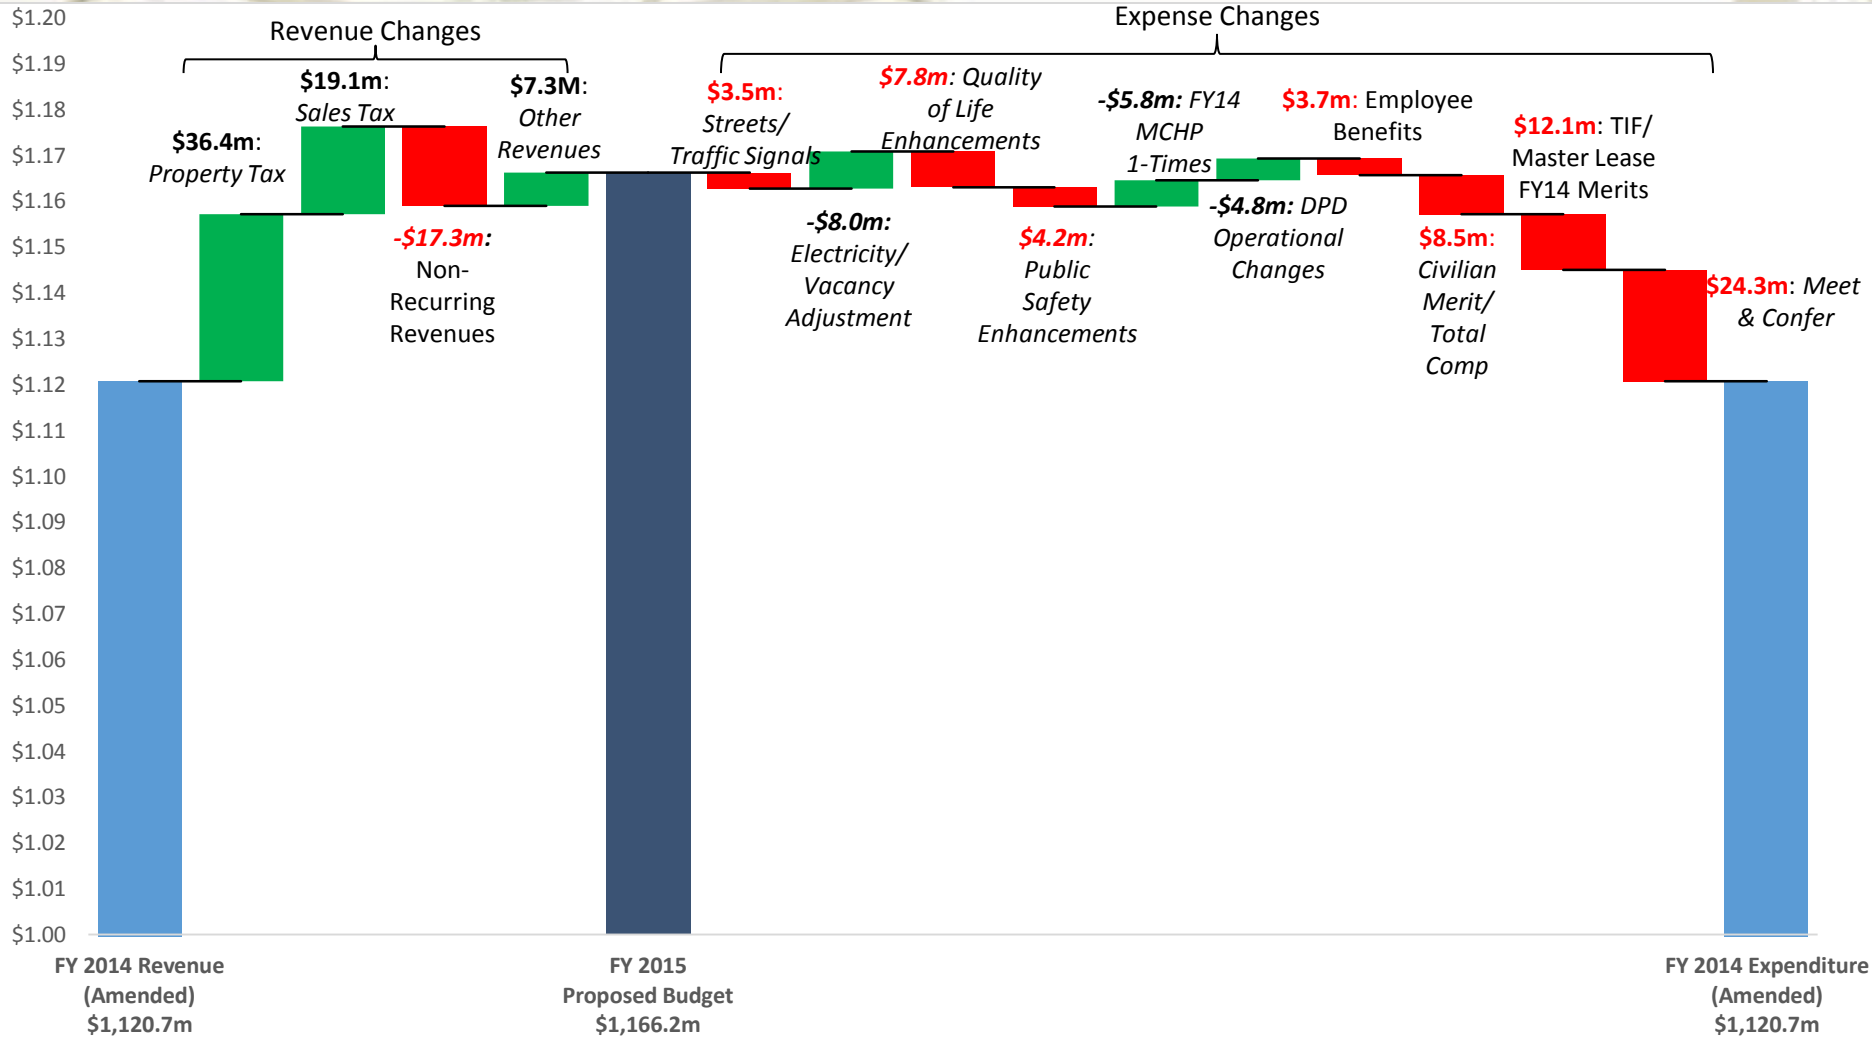 Revenue Changes
Expense Changes
$1.20
$1.19
$1.18
$1.17
$1.16
$1.15
$1.14
$1.13
$1.12
$1.11
$1.10
$1.09
$1.08
$1.07
$1.06
$1.05
$1.04
$1.03
$1.02
$1.01
$1.00
$36.4m:
Property Tax
$19.1m:
Sales Tax
-$17.3m:
Non-
Recurring
Revenues
$7.3M:
Other
Revenues
$3.5m:
Streets/
Traffic Signals
-$8.0m:
Electricity/
Vacancy
Adjustment
$7.8m: Quality
of Life
Enhancements
$4.2m:
Public
Safety
Enhancements
-$5.8m: FY14
MCHP
1-Times
-$4.8m: DPD
Operational
Changes
$3.7m: Employee
Benefits
$8.5m:
Civilian
Merit/
Total
Comp
$12.1m: TIF/
Master Lease
FY14 Merits
$24.3m: Meet
& Confer
FY 2014 Revenue
(Amended)
$1,120.7m
FY 2015
Proposed Budget
$1,166.2m
FY 2014 Expenditure
(Amended)
$1,120.7m